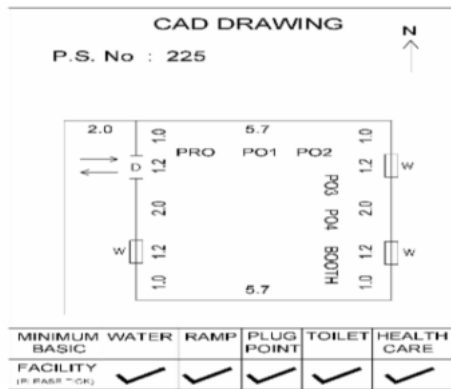 CAD DRAWING
N
P.S. No : 225
2.0 1.0 5.7 1.0
PRO PO1 PO2
D 1.2 1.2 W
PO3
2.0 PO4 2.0
W 1.2 BOOTH 1.2 W
1.0 5.7 1.0
MINIMUM BASIC WATER RAMP PLUG POINT TOILET HEALTH CARE
FACILITY
(PLEASE TICK)